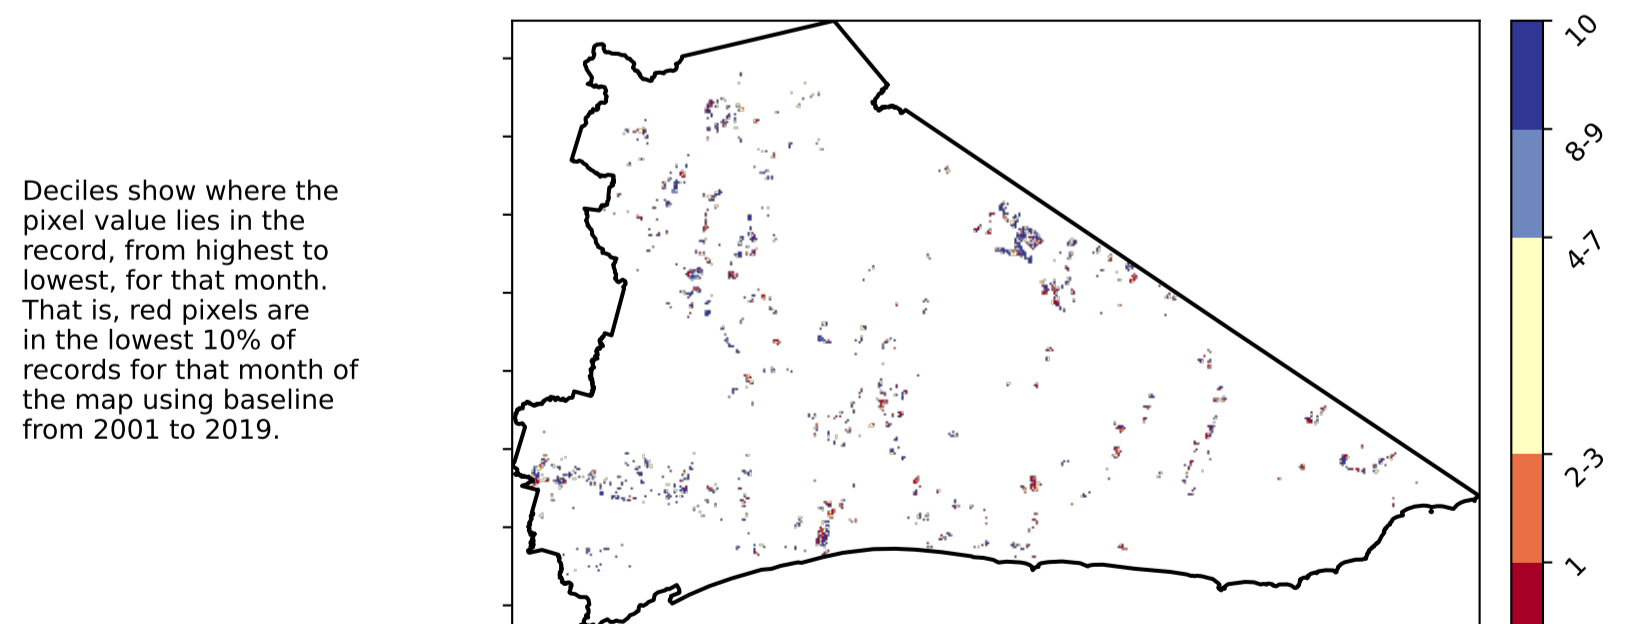 Deciles show where the
pixel value lies in the
record, from highest to
lowest, for that month.
That is, red pixels are
in the lowest 10% of
records for that month of
the map using baseline
from 2001 to 2019.
10
8-9
4-7
2-3
1